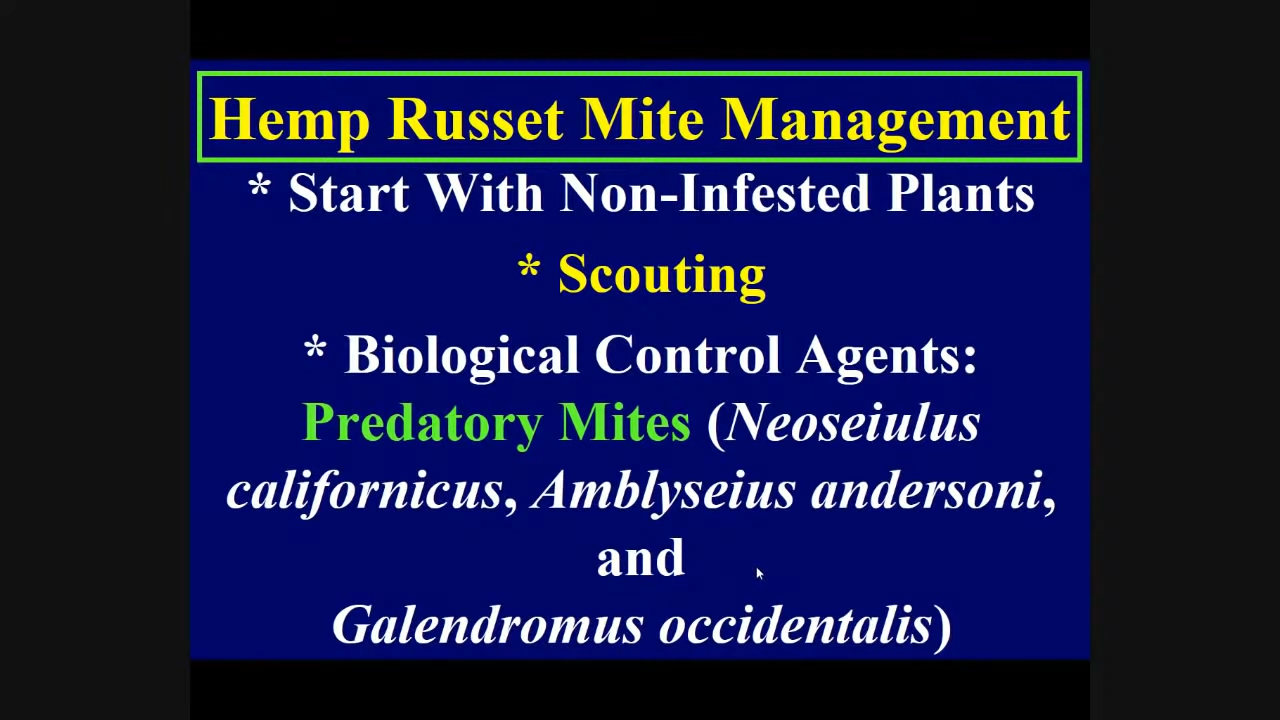 Hemp Russet Mite Management
* Start With Non-Infested Plants
* Scouting
* Biological Control Agents:
Predatory Mites (Neoseiulus
californicus, Amblyseius andersoni,
and
Galendromus occidentalis)